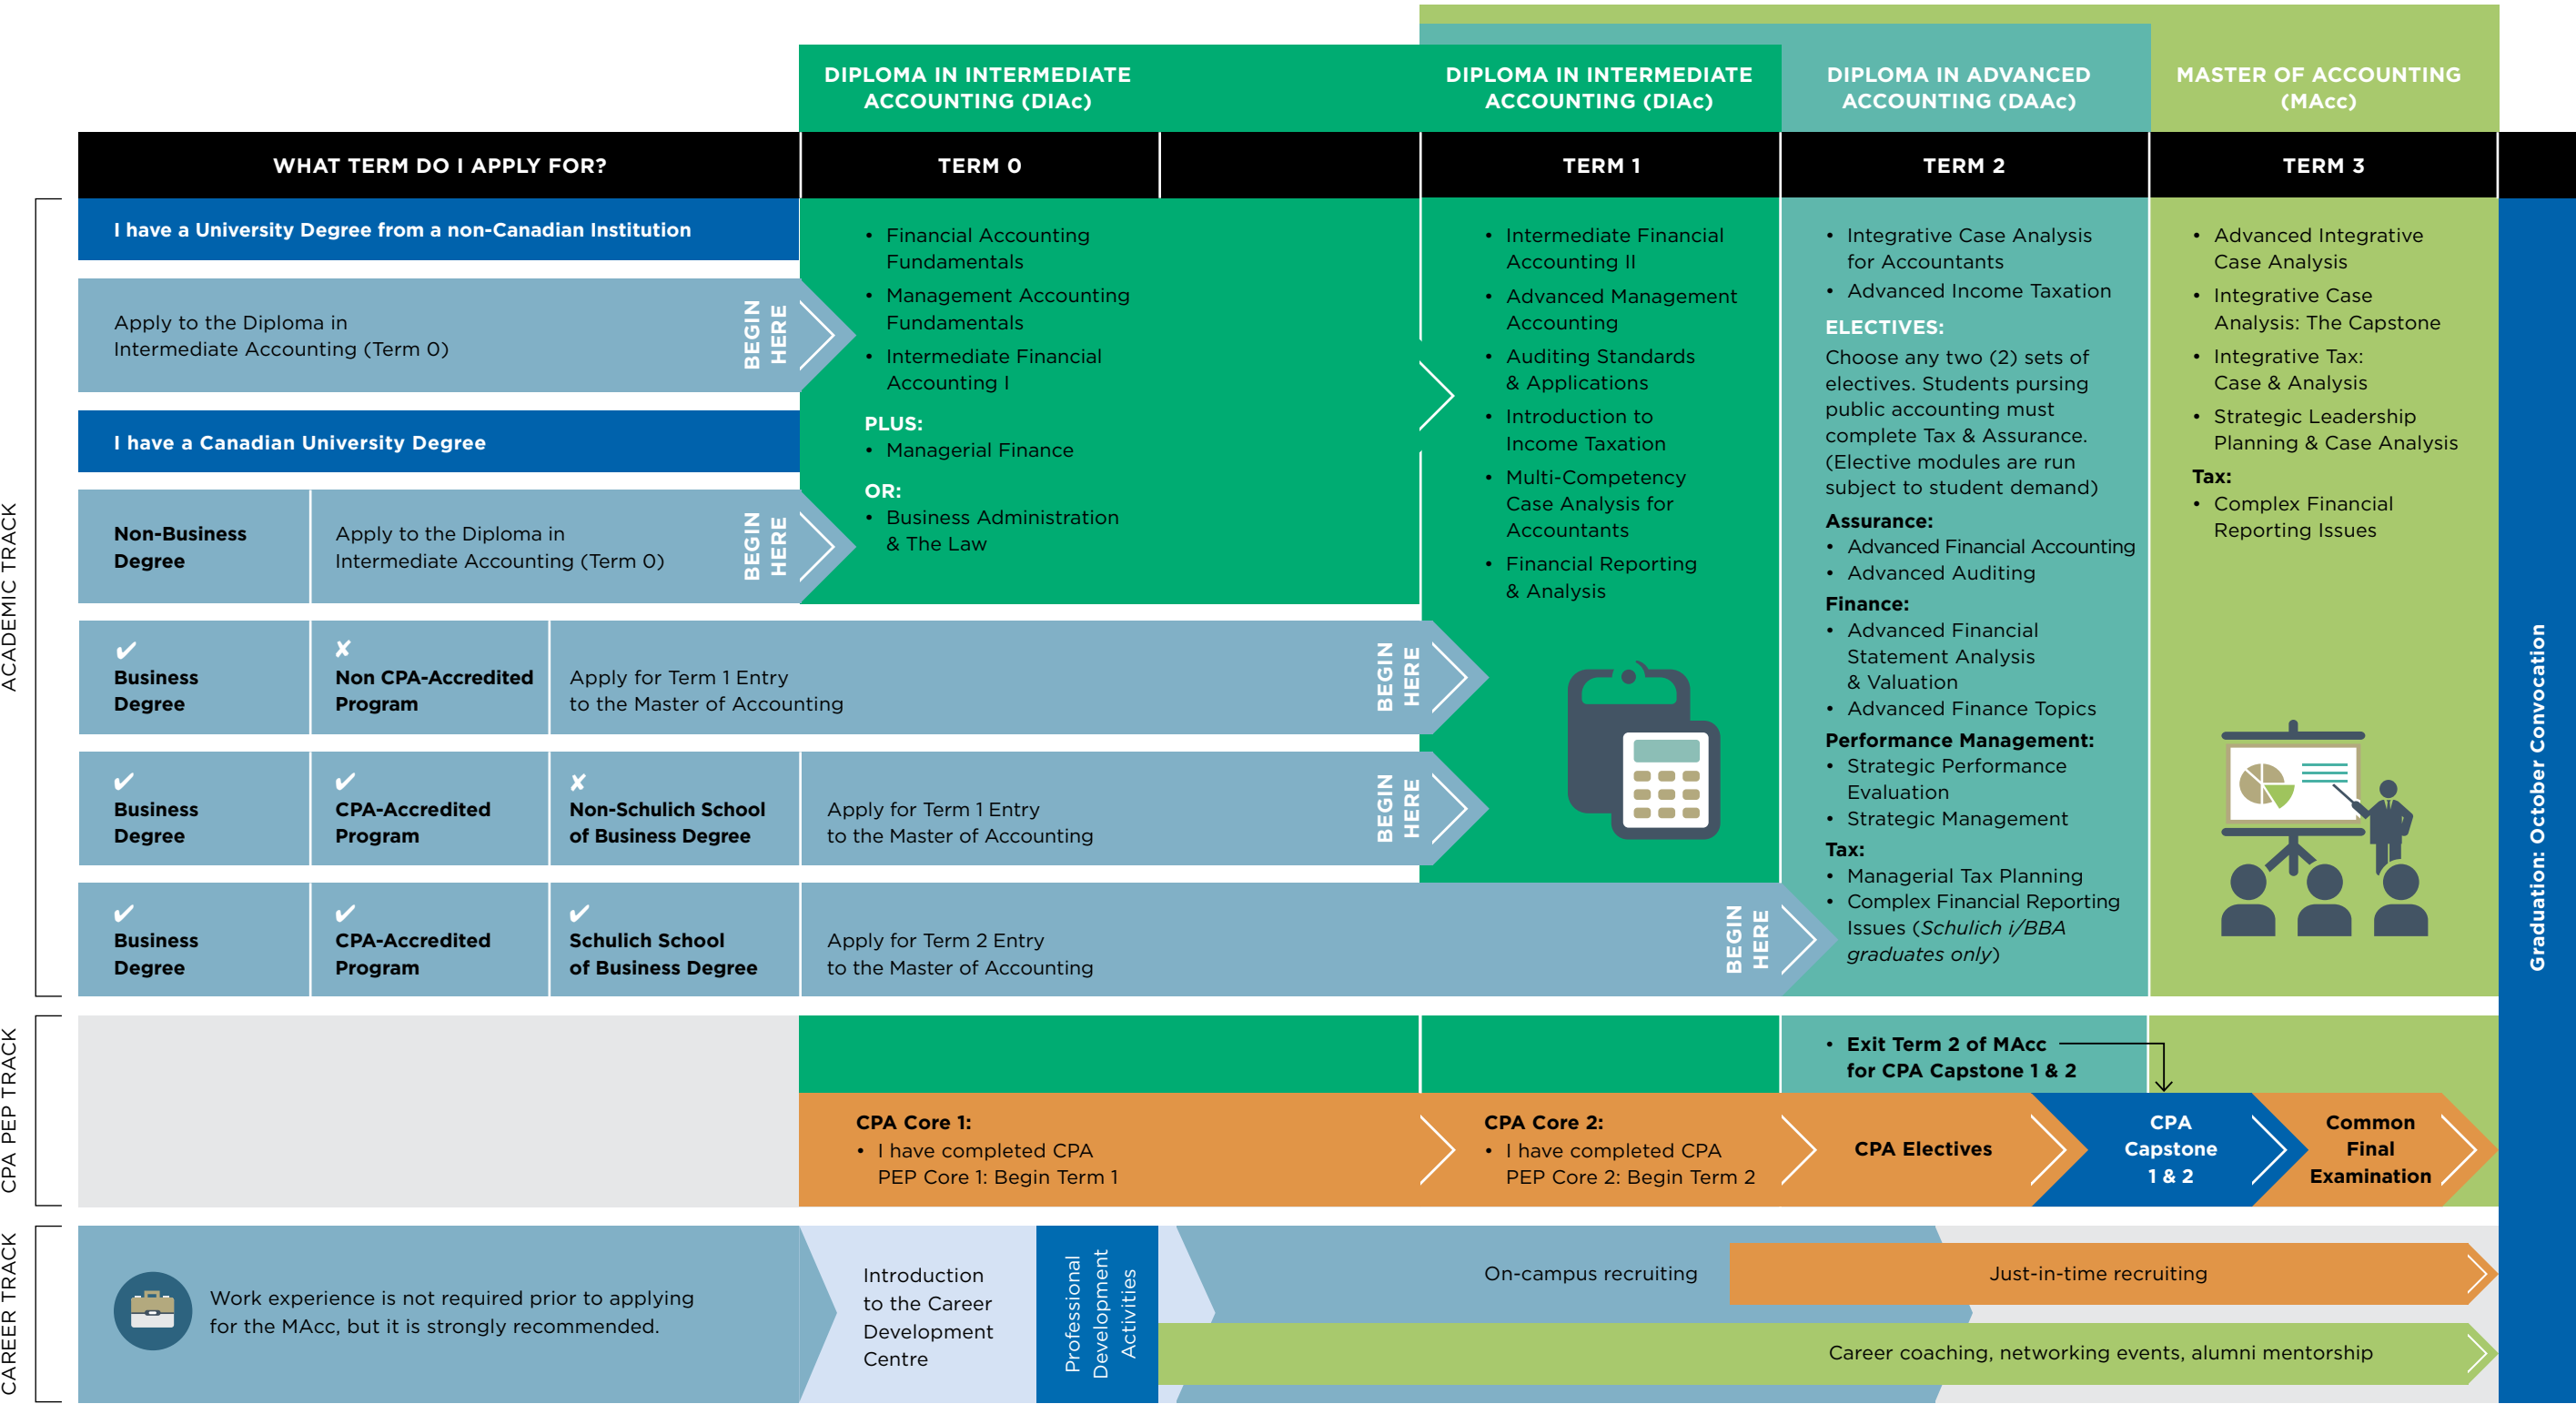 DIPLOMA IN INTERMEDIATE
ACCOUNTING (DIAc)
DIPLOMA IN INTERMEDIATE
ACCOUNTING (DIAc)
DIPLOMA IN ADVANCED
ACCOUNTING (DAAc)
MASTER OF ACCOUNTING
(MAcc)
WHAT TERM DO I APPLY FOR?
TERM 0
TERM 1
TERM 2
TERM 3
ACADEMIC TRACK
I have a University Degree from a non-Canadian Institution
Apply to the Diploma in
Intermediate Accounting (Term 0)
BEGIN
HERE
I have a Canadian University Degree
Non-Business
Degree
Apply to the Diploma in
Intermediate Accounting (Term 0)
BEGIN
HERE
✔
Business
Degree
✘
Non CPA-Accredited
Program
Apply for Term 1 Entry
to the Master of Accounting
BEGIN
HERE
✔
Business
Degree
✔
CPA-Accredited
Program
✘
Non-Schulich School
of Business Degree
Apply for Term 1 Entry
to the Master of Accounting
BEGIN
HERE
✔
Business
Degree
✔
CPA-Accredited
Program
✔
Schulich School
of Business Degree
Apply for Term 2 Entry
to the Master of Accounting
BEGIN
HERE
• Financial Accounting
Fundamentals
• Management Accounting
Fundamentals
• Intermediate Financial
Accounting I
PLUS:
• Managerial Finance
OR:
• Business Administration
& The Law
• Intermediate Financial
Accounting II
• Advanced Management
Accounting
• Auditing Standards
& Applications
• Introduction to
Income Taxation
• Multi-Competency
Case Analysis for
Accountants
• Financial Reporting
& Analysis
• Integrative Case Analysis
for Accountants
• Advanced Income Taxation
ELECTIVES:
Choose any two (2) sets of
electives. Students pursing
public accounting must
complete Tax & Assurance.
(Elective modules are run
subject to student demand)
Assurance:
• Advanced Financial Accounting
• Advanced Auditing
Finance:
• Advanced Financial
Statement Analysis
& Valuation
• Advanced Finance Topics
Performance Management:
• Strategic Performance
Evaluation
• Strategic Management
Tax:
• Managerial Tax Planning
• Complex Financial Reporting
Issues (Schulich i/BBA
graduates only)
• Advanced Integrative
Case Analysis
• Integrative Case
Analysis: The Capstone
• Integrative Tax:
Case & Analysis
• Strategic Leadership
Planning & Case Analysis
Tax:
• Complex Financial
Reporting Issues
Graduation: October Convocation
CPA PEP TRACK
• Exit Term 2 of MAcc
for CPA Capstone 1 & 2
CPA Core 1:
• I have completed CPA
PEP Core 1: Begin Term 1
CPA Core 2:
• I have completed CPA
PEP Core 2: Begin Term 2
CPA Electives
CPA
Capstone
1 & 2
Common
Final
Examination
CAREER TRACK
Work experience is not required prior to applying
for the MAcc, but it is strongly recommended.
Introduction
to the Career
Development
Centre
Professional
Development
Activities
On-campus recruiting
Just-in-time recruiting
Career coaching, networking events, alumni mentorship